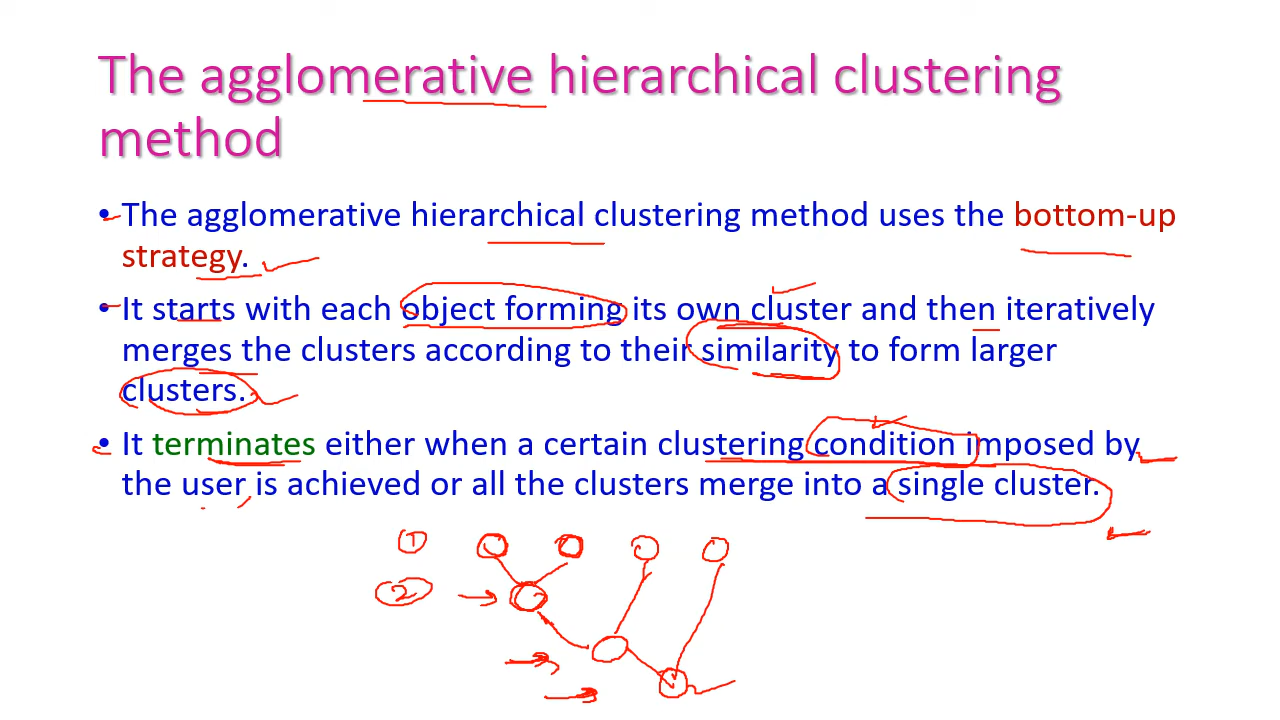 The agglomerative hierarchical clustering
method
• The agglomerative hierarchical clustering method uses the bottom-up
strategy.
• It starts with each object forming its own cluster and then iteratively
merges the clusters according to their similarity to form larger
clusters.
• It terminates either when a certain clustering condition imposed by
the user is achieved or all the clusters merge into a single cluster.
1
2